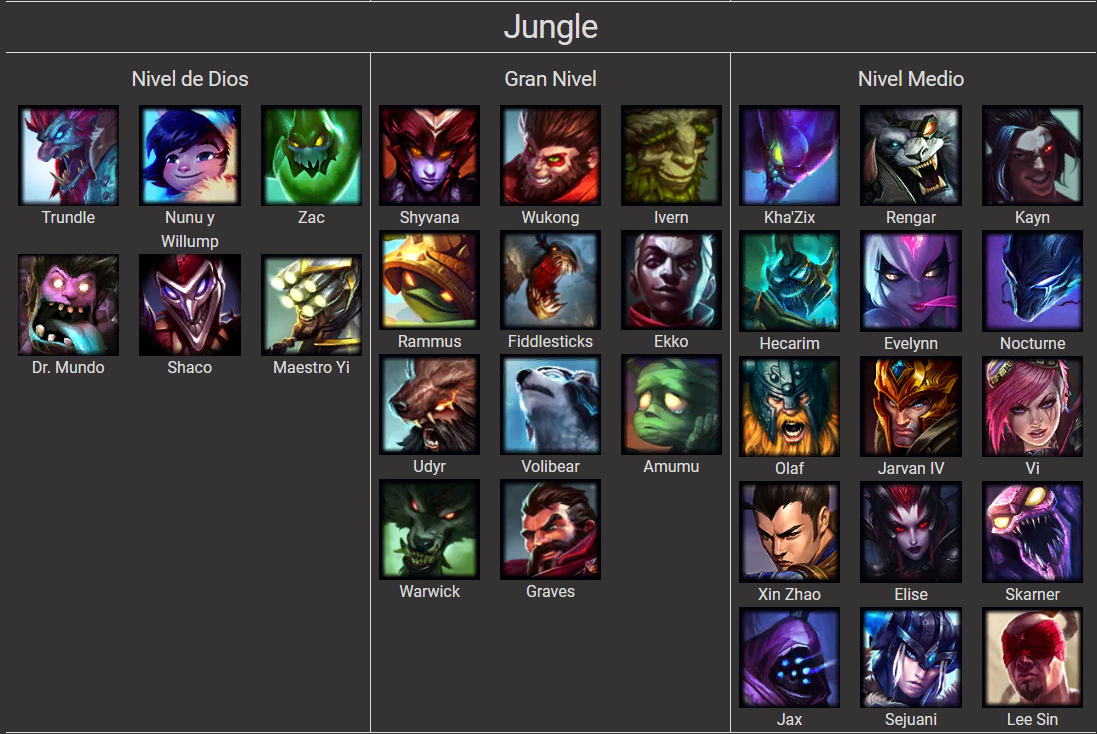 Jungle
Nivel de Dios
Trundle
Nunu y
Willump
Zac
Dr. Mundo
Shaco
Maestro Yi
Gran Nivel
Shyvana
Wukong
Ivern
Rammus
Fiddlesticks
Ekko
Udyr
Volibear
Amumu
Warwick
Graves
Nivel Medio
Kha'Zix
Rengar
Kayn
Hecarim
Evelynn
Nocturne
Olaf
Jarvan IV
Vi
Xin Zhao
Elise
Skarner
Jax
Sejuani
Lee Sin